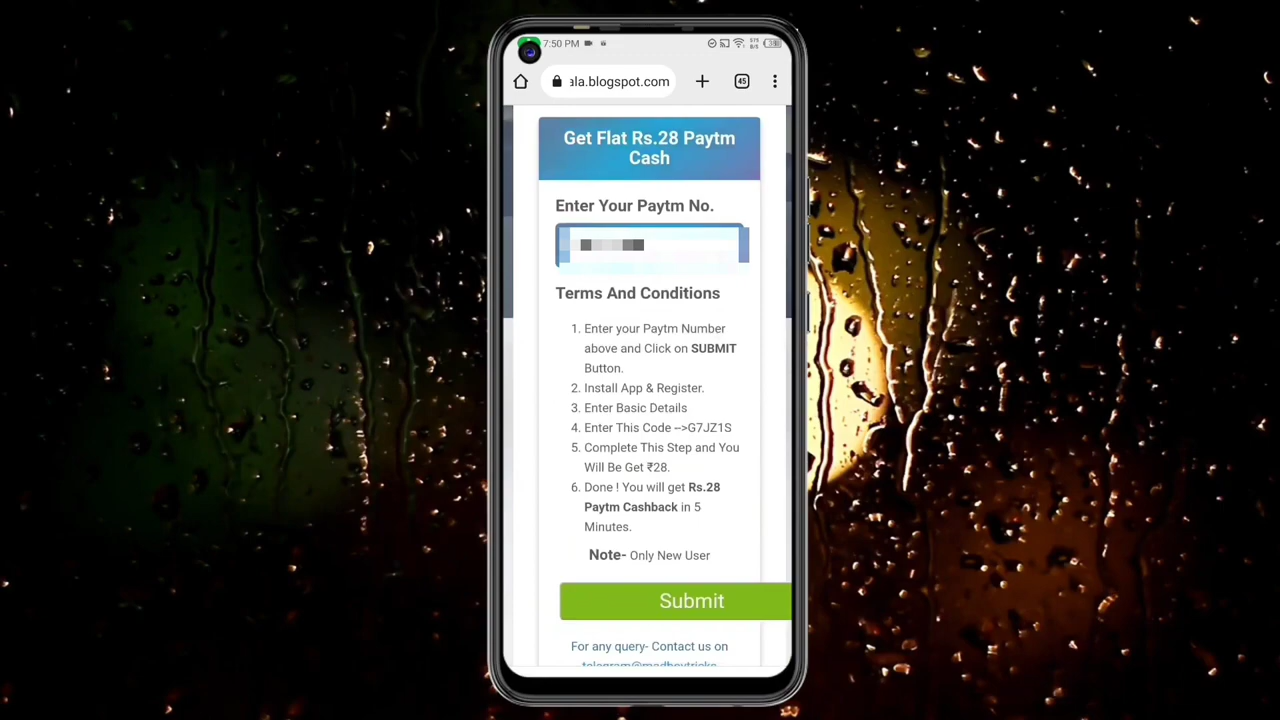 7:50 PM
ala.blogspot.com
45
Get Flat Rs.28 Paytm
Cash
Enter Your Paytm No.
Terms And Conditions
1. Enter your Paytm Number
above and Click on SUBMIT
Button.
2. Install App & Register.
3. Enter Basic Details
4. Enter This Code -->G7JZ1S
5. Complete This Step and You
Will Be Get ₹28.
6. Done ! You will get Rs.28
Paytm Cashback in 5
Minutes.
Note- Only New User
Submit
For any query- Contact us on
telegram@madboytricks